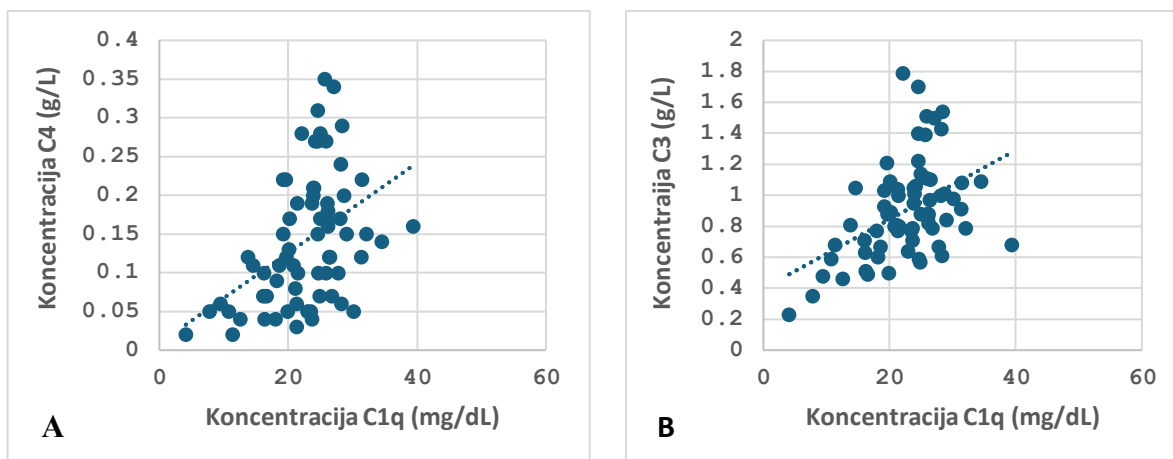 0.4
0.35
0.3
0.25
0.2
0.15
0.1
0.05
0
Koncentracija C4 (g/L)
0 20 40 60
Koncentracija C1q (mg/dL)
A
2
1.8
1.6
1.4
1.2
1
0.8
0.6
0.4
0.2
0
Koncentraija C3 (g/L)
0 20 40 60
Koncentracija C1q (mg/dL)
B